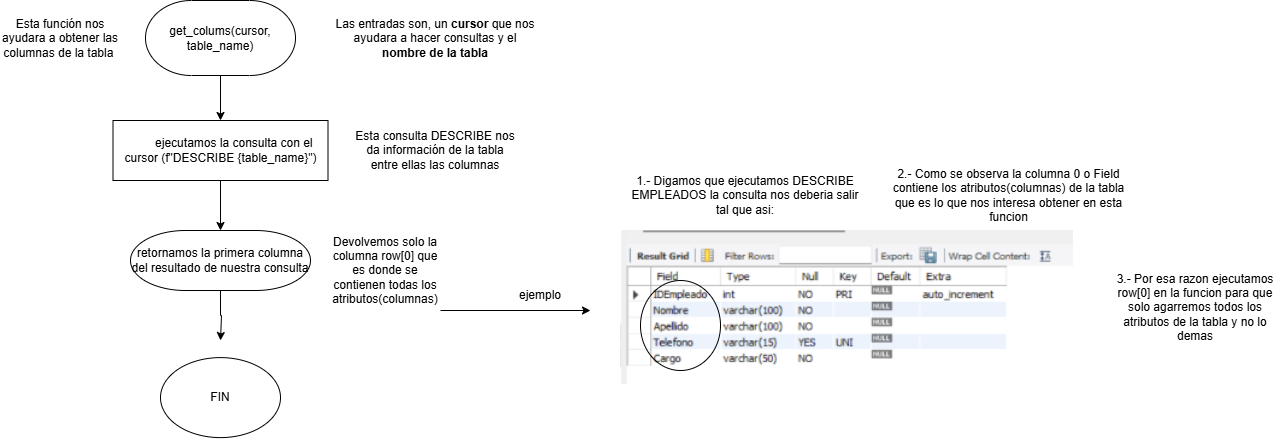 Esta función nos
ayudara a obtener las
columnas de la tabla
get_colums(cursor,
table_name)
Las entradas son, un cursor que nos
ayudara a hacer consultas y el
nombre de la tabla
ejecutamos la consulta con el
cursor (f"DESCRIBE {table_name}")
Esta consulta DESCRIBE nos
da información de la tabla
entre ellas las columnas
retornamos la primera columna
del resultado de nuestra consulta
Devolvemos solo la
columna row[0] que
es donde se
contienen todas los
atributos(columnas)
ejemplo
FIN
1.- Digamos que ejecutamos DESCRIBE
EMPLEADOS la consulta nos deberia salir
tal que asi:
2.- Como se observa la columna 0 o Field
contiene los atributos(columnas) de la tabla
que es lo que nos interesa obtener en esta
funcion
Result Grid Filter Rows: Export: Wrap Cell Content: IA
Field Type Null Key Default Extra
IDEmpleado int NO PRI NULL auto_increment
Nombre varchar(100) NO NULL
Apellido varchar(100) NO NULL
Telefono varchar(15) YES UNI NULL
Cargo varchar(50) NO NULL
3.- Por esa razon ejecutamos
row[0] en la funcion para que
solo agarremos todos los
atributos de la tabla y no lo
demas